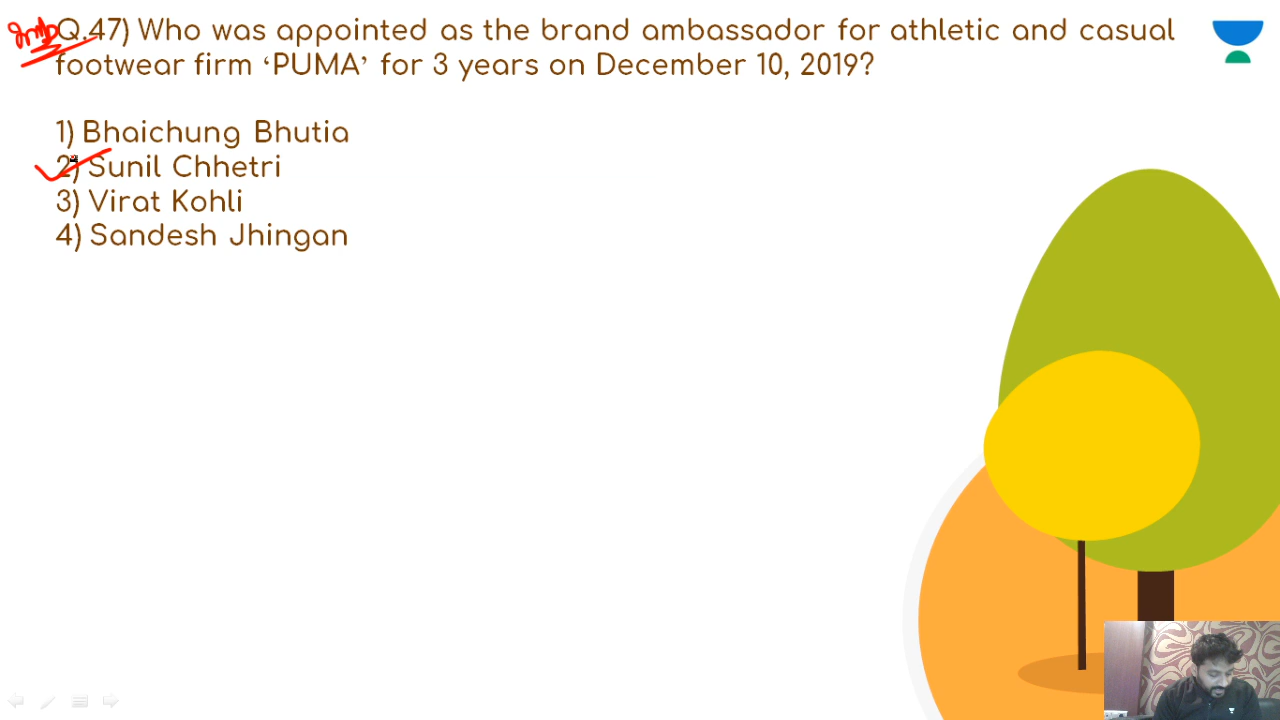 Imp Q.47) Who was appointed as the brand ambassador for athletic and casual
footwear firm ‘PUMA’ for 3 years on December 10, 2019?
1) Bhaichung Bhutia
2) Sunil Chhetri
3) Virat Kohli
4) Sandesh Jhingan